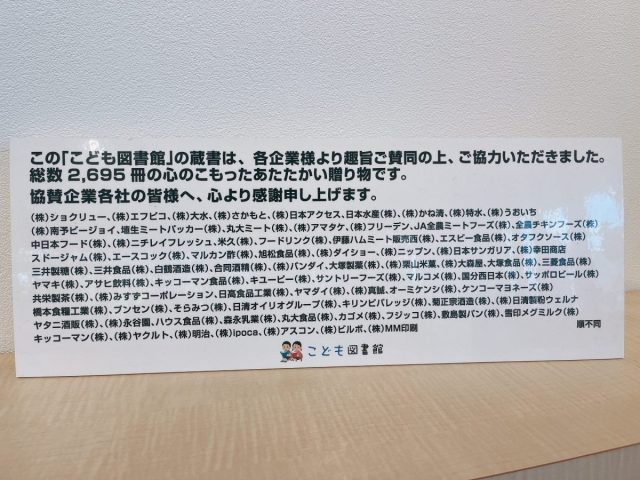 この「こども図書館」の蔵書は、各企業様より趣旨ご賛同の上、ご協力いただきました。
総数2,695冊の心のこもったあたたかい贈り物です。
協賛企業各社の皆様へ、心より感謝申し上げます。
(株)ショクリュー、(株)エフピコ、(株)大水、(株)さかもと、(株)日本アクセス、日本水産(株)、(株)かね清、(株)特水、(株)うおいち
(株)南予ビージョイ、壇生ミートパッカー(株)、丸大ミート(株)、(株)アマタケ、(株)フリーデン、JA全農ミートフーズ(株)、全農チキンフーズ(株)
中日本フード(株)、(株)ニチレイフレッシュ、米久(株)、フードリンク(株)、伊藤ハムミート販売西(株)、エスビー食品(株)、オタフクソース(株)
スドージャム(株)、エースコック(株)、マルカン酢(株)、旭松食品(株)、(株)ダイショー、(株)ニップン、(株)日本サンガリア、(株)幸田商店
三井製糖(株)、三井食品(株)、白鶴酒造(株)、合同酒精(株)、(株)バンダイ、大塚製薬(株)、(株)栗山米菓、(株)大森屋、大塚食品(株)、三菱食品(株)
ヤマキ(株)、アサヒ飲料(株)、キッコーマン食品(株)、キユーピー(株)、サントリーフーズ(株)、マルコメ(株)、国分西日本(株)、サッポロビール(株)
共栄製茶(株)、(株)みすずコーポレーション、日高食品工業(株)、ヤマダイ(株)、(株)真誠、オーミケンシ(株)、ケンコーマヨネーズ(株)
橋本食糧工業(株)、ブンセン(株)、そらみつ(株)、日清オイリオグループ(株)、キリンビバレッジ(株)、菊正宗酒造(株)、(株)日清製粉ウェルナ
ヤタニ酒販(株)、(株)永谷園、ハウス食品(株)、森永乳業(株)、丸大食品(株)、カゴメ(株)、フジッコ(株)、敷島製パン(株)、雪印メグミルク(株)
キッコーマン(株)、(株)ヤクルト、(株)明治、(株)ipoca、(株)アスコン、(株)ビルボ、(株)MM印刷
順不同
こども図書館